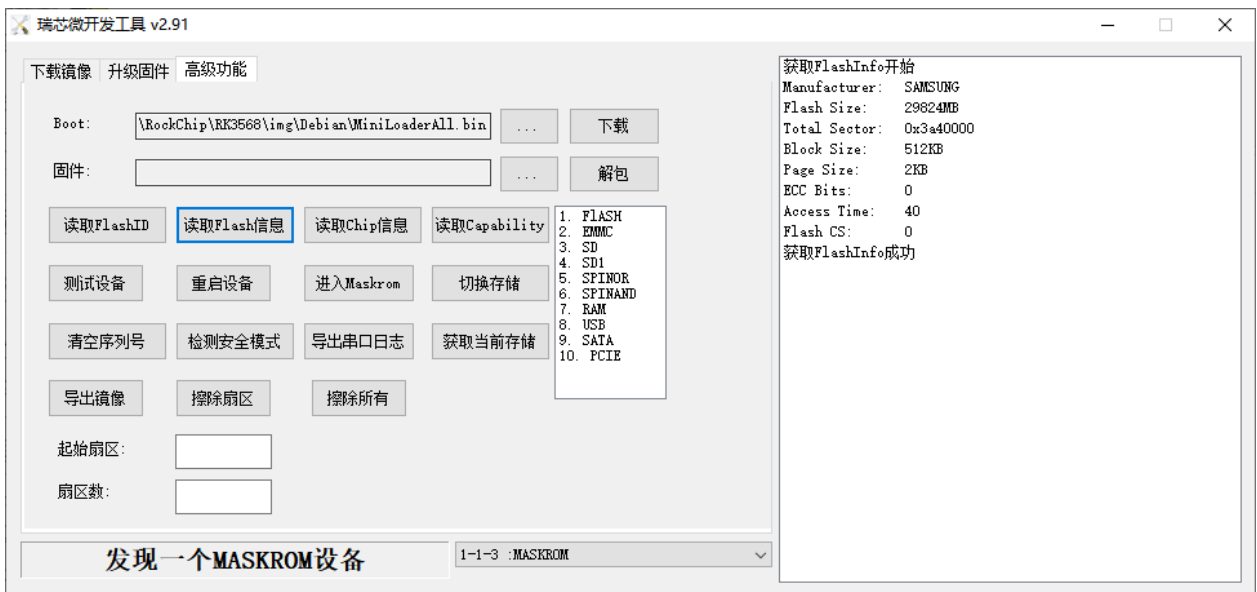 瑞芯微开发工具 v2.91
下载镜像 升级固件 高级功能
Boot: \RockChip\RK3568\img\Debian\MiniLoaderAll.bin ... 下载
固件: ... 解包
读取FlashID 读取Flash信息 读取Chip信息 读取Capability
测试设备 重启设备 进入Maskrom 切换存储
清空序列号 检测安全模式 导出串口日志 获取当前存储
导出镜像 擦除扇区 擦除所有
1. FlASH
2. EMMC
3. SD
4. SD1
5. SPINOR
6. SPINAND
7. RAM
8. USB
9. SATA
10. PCIE
起始扇区:
扇区数:
发现一个MASKROM设备 1-1-3 :MASKROM
获取FlashInfo开始
Manufacturer: SAMSUNG
Flash Size: 29824MB
Total Sector: 0x3a40000
Block Size: 512KB
Page Size: 2KB
ECC Bits: 0
Access Time: 40
Flash CS: 0
获取FlashInfo成功